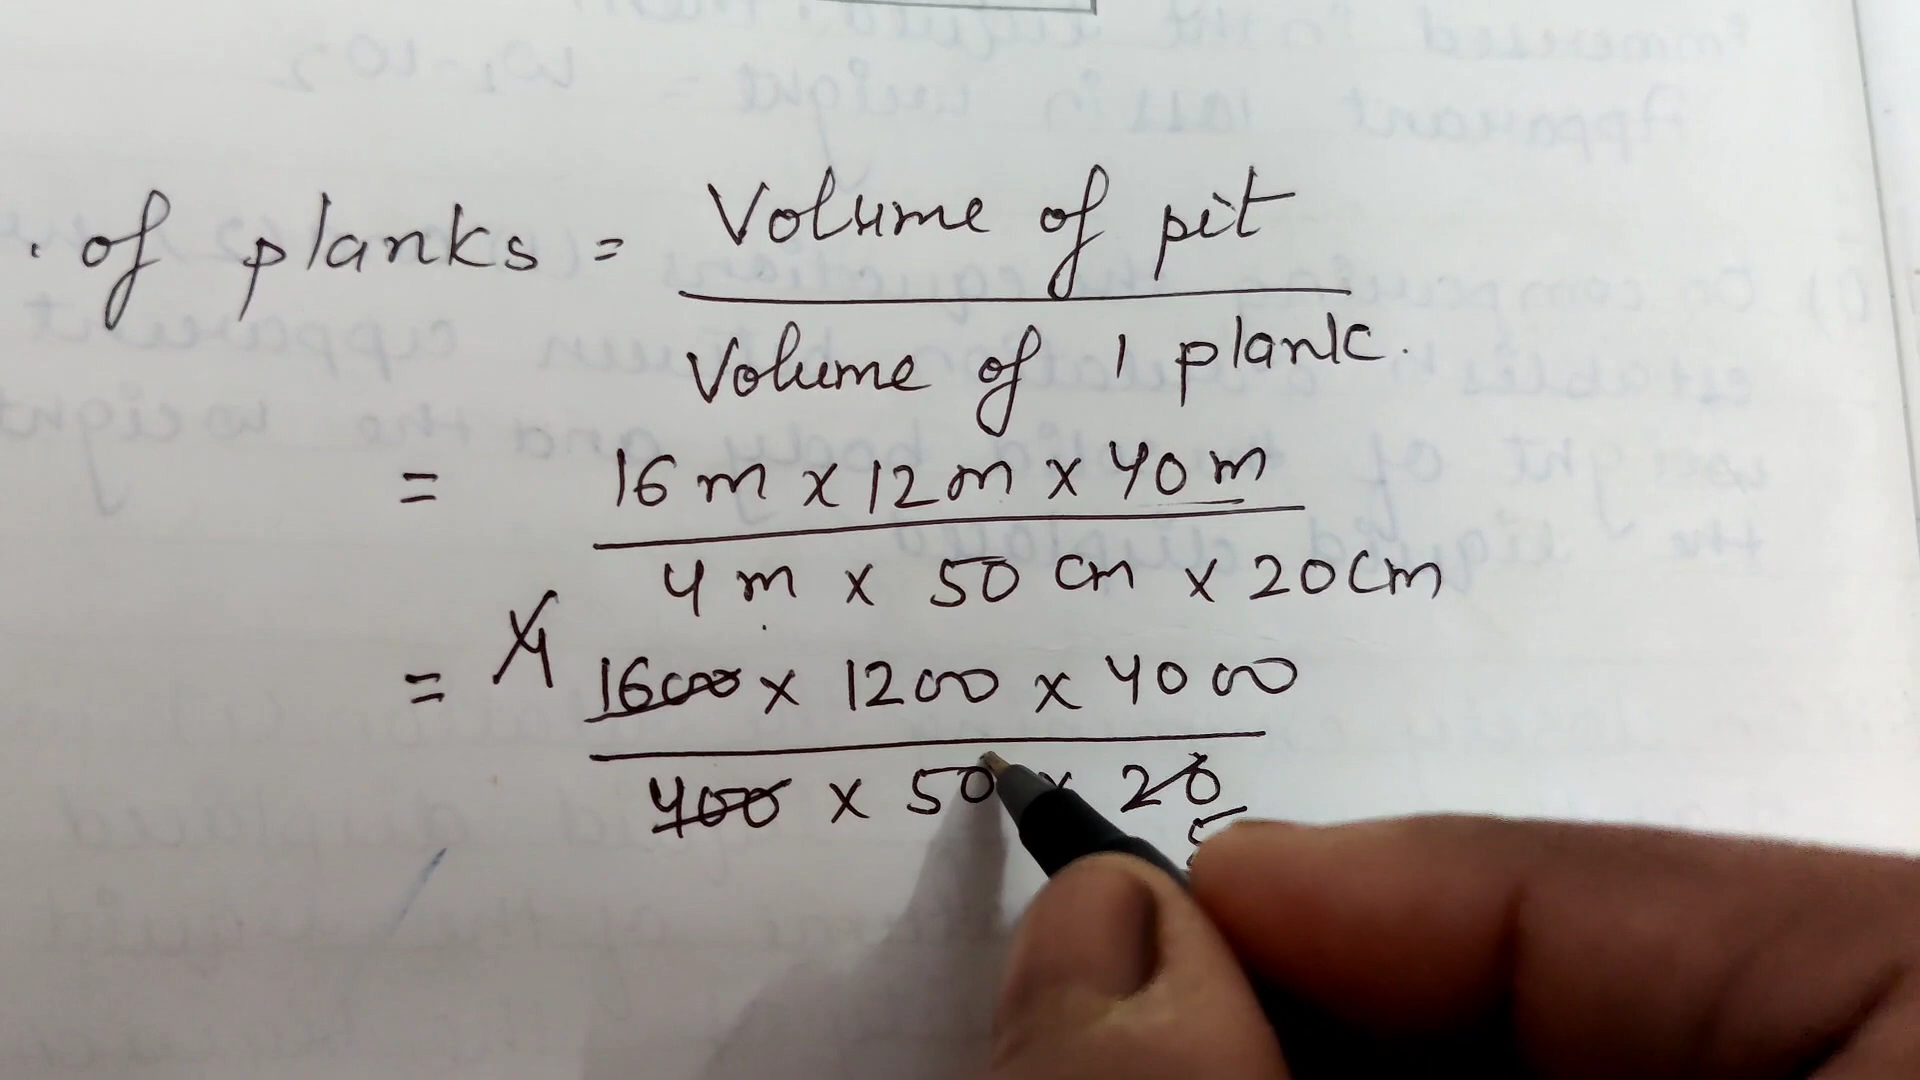 . of planks = Volume of pit
Volume of 1 plank.
= 16 m x 12 m x 40 m
4 m x 50 cm x 20 cm
= 4 1600 x 1200 x 4000
400 x 50 x 20
5